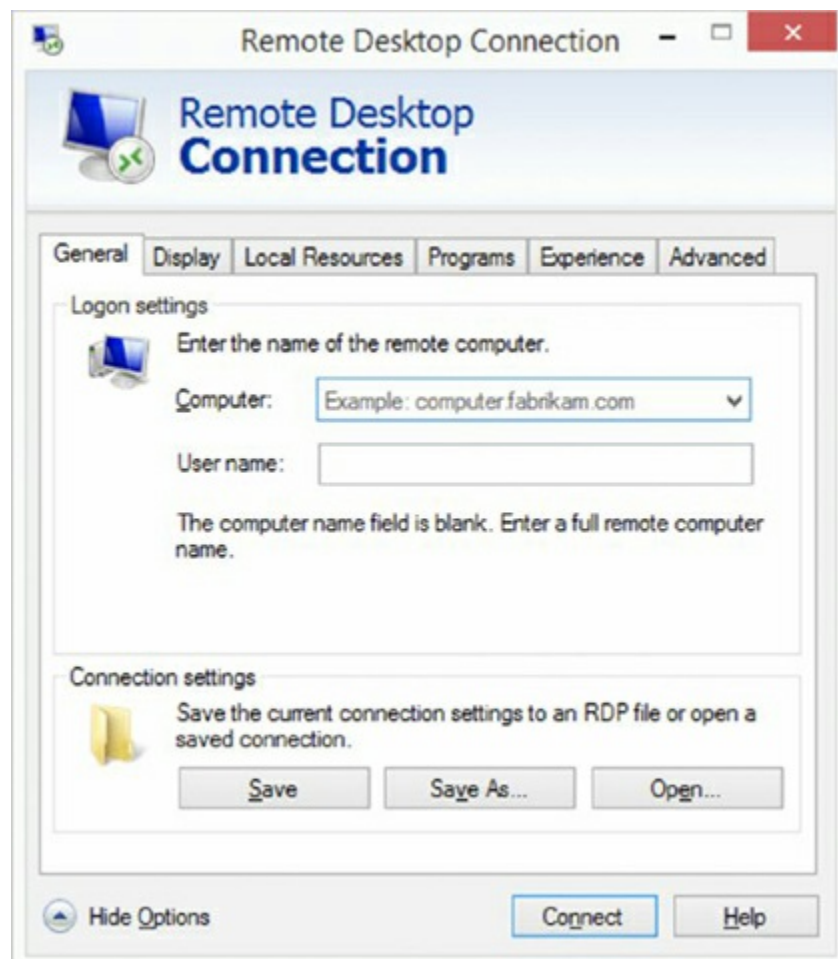 Remote Desktop Connection
Remote Desktop
Connection
General Display Local Resources Programs Experience Advanced
Logon settings
Enter the name of the remote computer.
Computer: Example: computer.fabrikam.com
User name:
The computer name field is blank. Enter a full remote computer
name.
Connection settings
Save the current connection settings to an RDP file or open a
saved connection.
Save Save As... Open...
Hide Options Connect Help